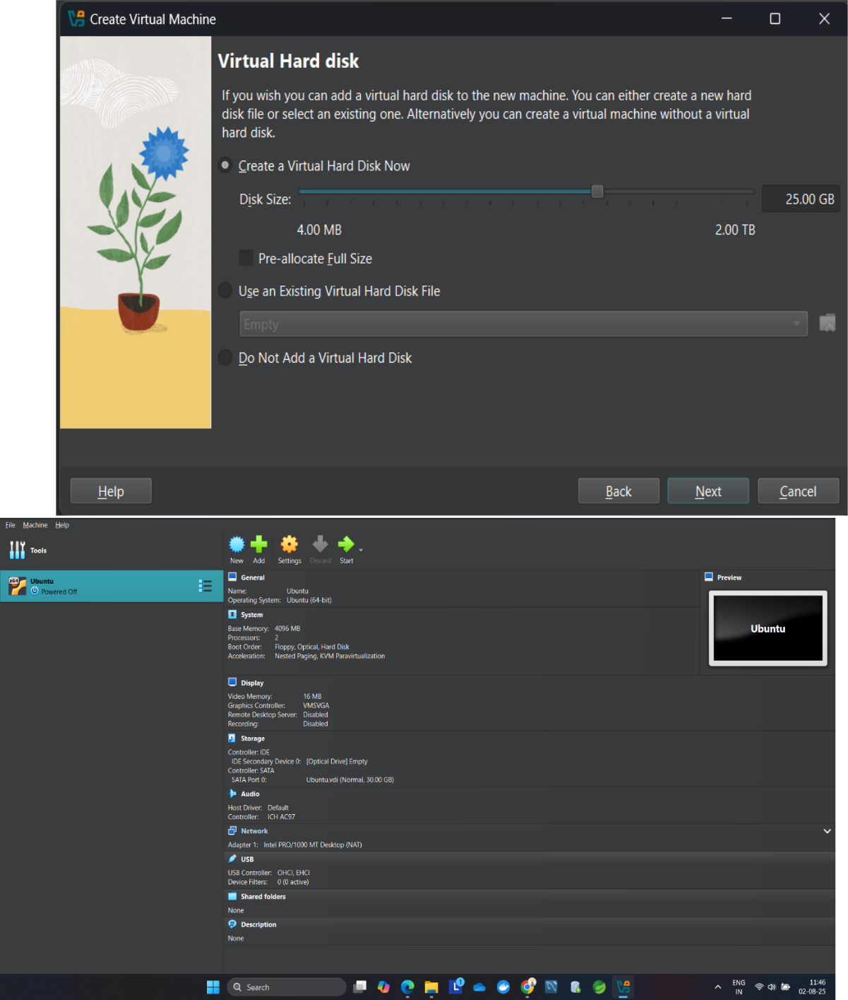 Create Virtual Machine
Virtual Hard disk
If you wish you can add a virtual hard disk to the new machine. You can either create a new hard
disk file or select an existing one. Alternatively you can create a virtual machine without a virtual
hard disk.
Create a Virtual Hard Disk Now
Disk Size:
25.00 GB
4.00 MB
2.00 TB
Pre-allocate Full Size
Use an Existing Virtual Hard Disk File
Empty
Do Not Add a Virtual Hard Disk
Help
Back
Next
Cancel
File Machine Help
Tools
New Add Settings Discard Start
x64
Ubuntu
Powered Off
General
Name: Ubuntu
Operating System: Ubuntu (64-bit)
Preview
Ubuntu
System
Base Memory: 4096 MB
Processors: 2
Boot Order: Floppy, Optical, Hard Disk
Acceleration: Nested Paging, KVM Paravirtualization
Display
Video Memory: 16 MB
Graphics Controller: VMSVGA
Remote Desktop Server: Disabled
Recording: Disabled
Storage
Controller: IDE
IDE Secondary Device 0: [Optical Drive] Empty
Controller: SATA
SATA Port 0: Ubuntu.vdi (Normal, 30.00 GB)
Audio
Host Driver: Default
Controller: ICH AC97
Network
Adapter 1: Intel PRO/1000 MT Desktop (NAT)
USB
USB Controller: OHCI, EHCI
Device Filters: 0 (0 active)
Shared folders
None
Description
None
Search
L
1
ENG
IN
11:46
02-08-25